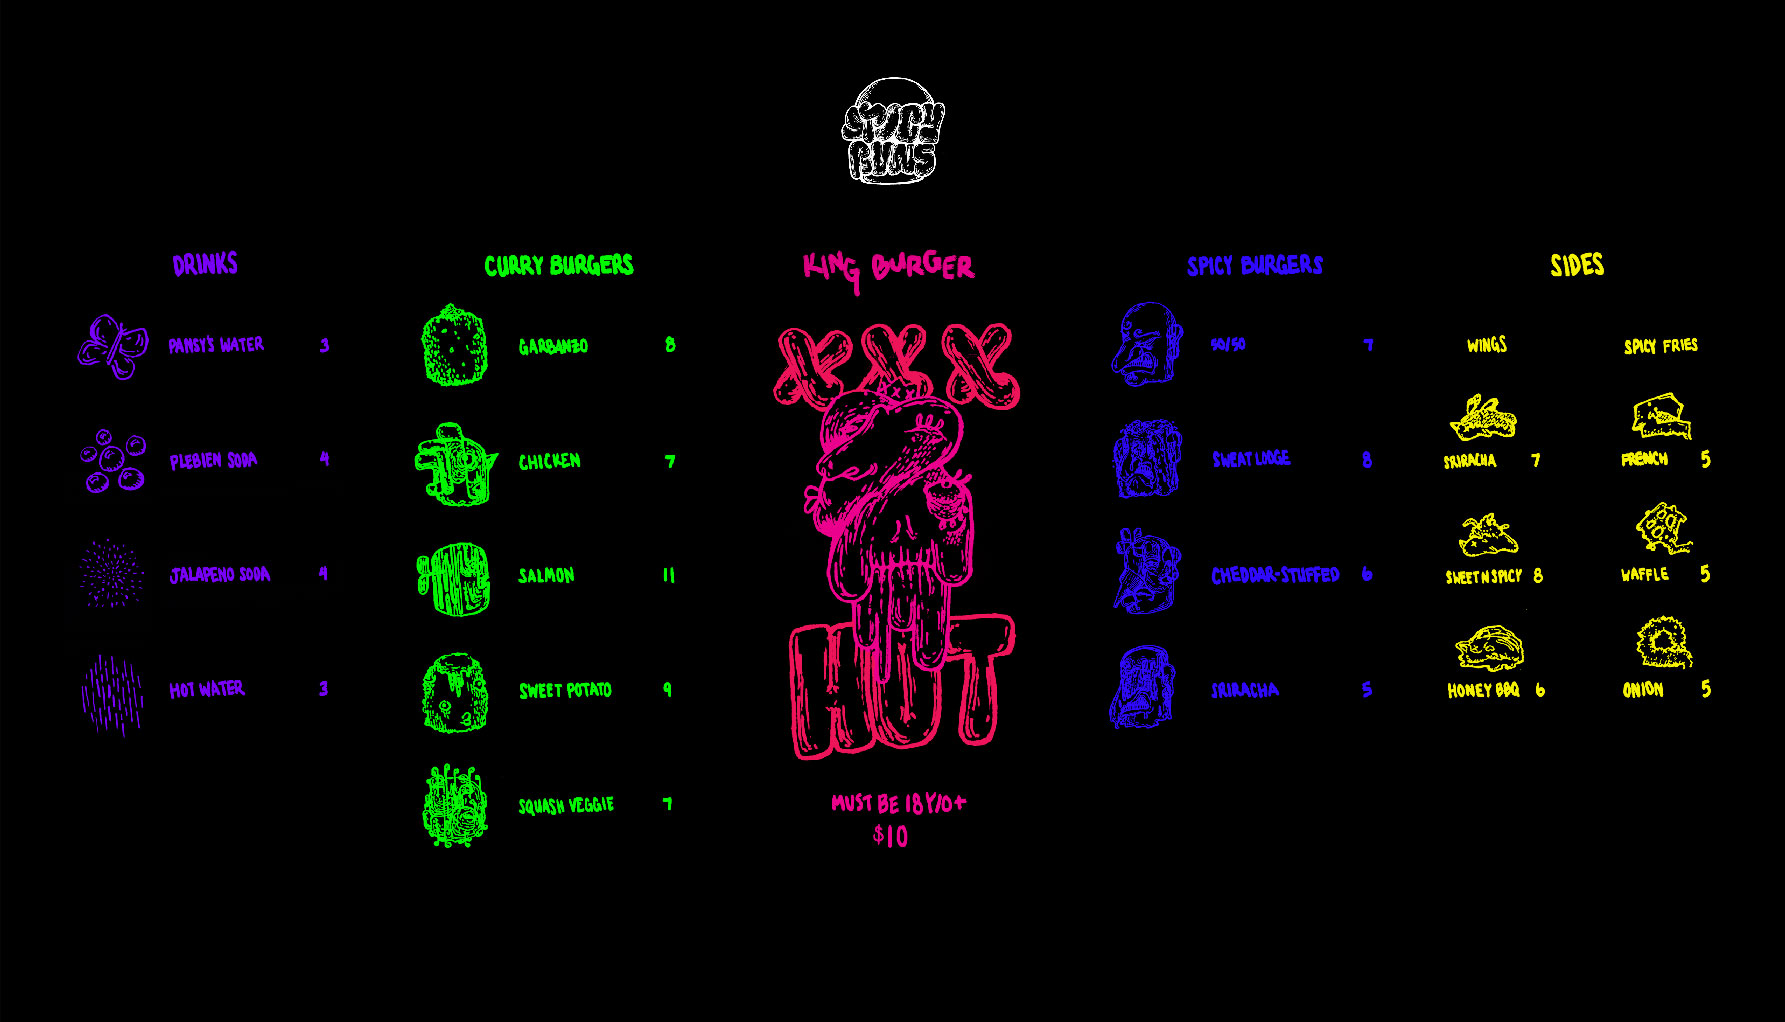 SPICY
BUNS
DRINKS
PANSY'S WATER 3
PLEBIEN SODA 4
JALAPENO SODA 4
HOT WATER 3
CURRY BURGERS
GARBANZO 8
CHICKEN 7
SALMON 11
SWEET POTATO 9
SQUASH VEGGIE 7
KING BURGER
XXX
HOT
MUST BE 18 Y/O+
$10
SPICY BURGERS
50/50 7
SWEAT LODGE 8
CHEDDAR-STUFFED 6
SRIRACHA 5
SIDES
WINGS
SRIRACHA 7
SWEET N SPICY 8
HONEY BBQ 6
SPICY FRIES
FRENCH 5
WAFFLE 5
ONION 5